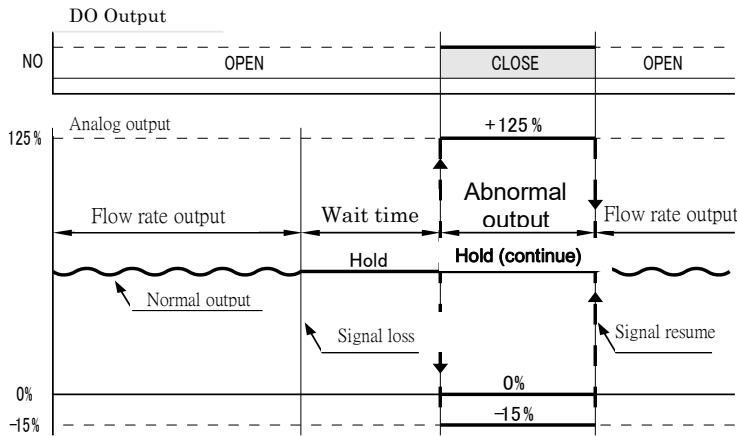 DO Output
NO OPEN CLOSE OPEN
Analog output
125% +125%
Flow rate output Wait time Abnormal output Flow rate output
Hold Hold (continue)
Normal output
Signal loss Signal resume
0% 0%
-15% -15%